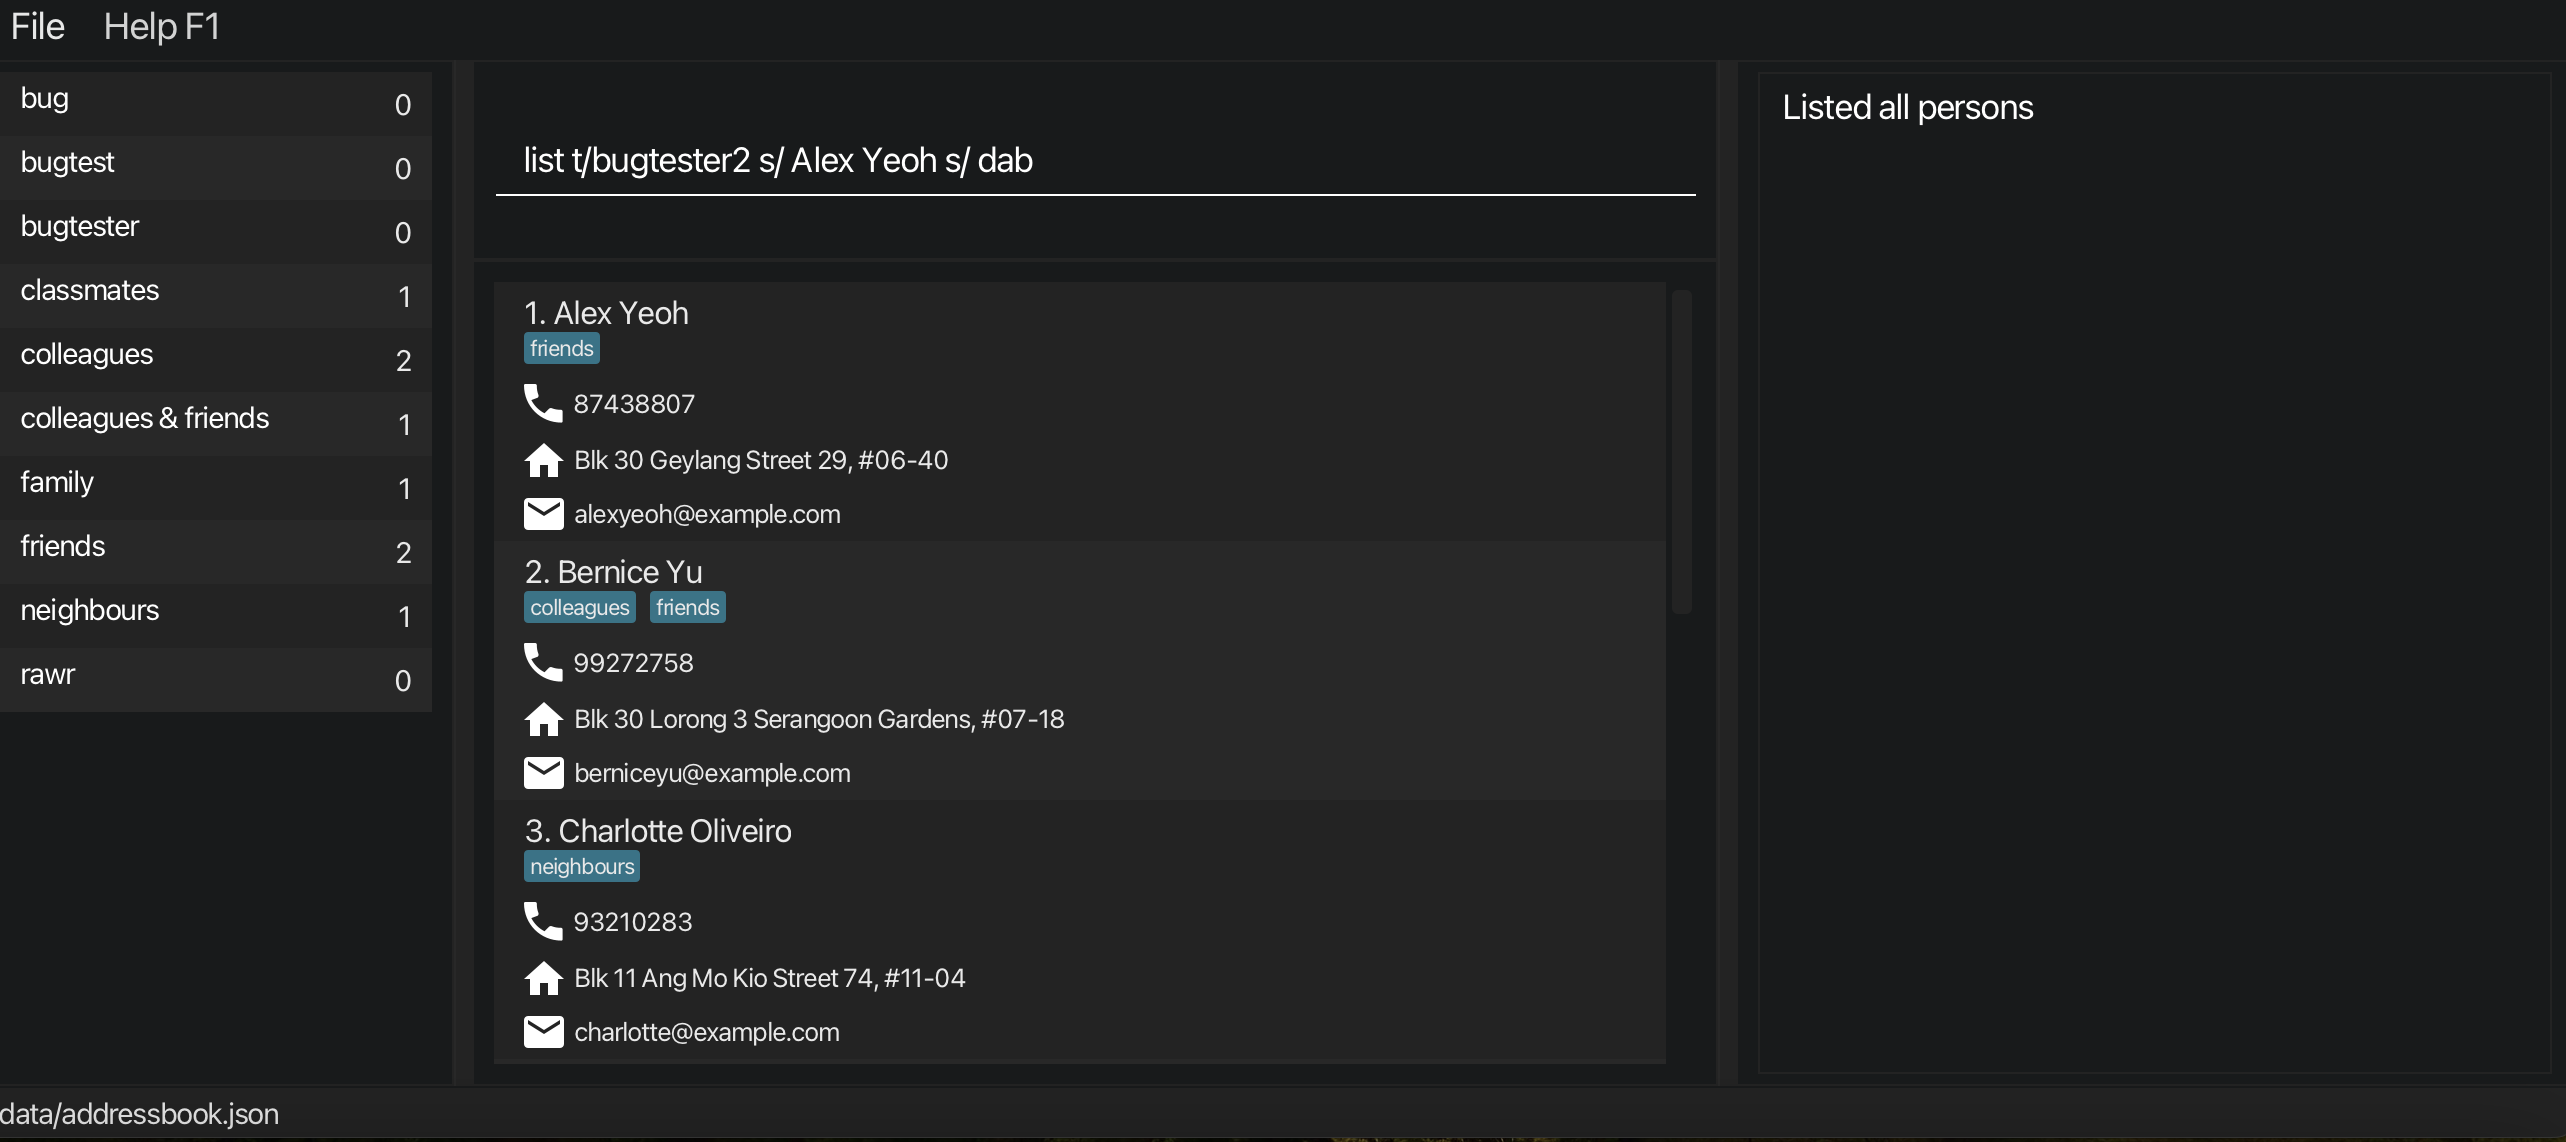 File Help F1
bug 0
bugtest 0
bugtester 0
classmates 1
colleagues 2
colleagues & friends 1
family 1
friends 2
neighbours 1
rawr 0
list t/bugtester2 s/ Alex Yeoh s/ dab
1. Alex Yeoh
friends
87438807
Blk 30 Geylang Street 29, #06-40
alexyeoh@example.com
2. Bernice Yu
colleagues friends
99272758
Blk 30 Lorong 3 Serangoon Gardens, #07-18
berniceyu@example.com
3. Charlotte Oliveiro
neighbours
93210283
Blk 11 Ang Mo Kio Street 74, #11-04
charlotte@example.com
Listed all persons
data/addressbook.json